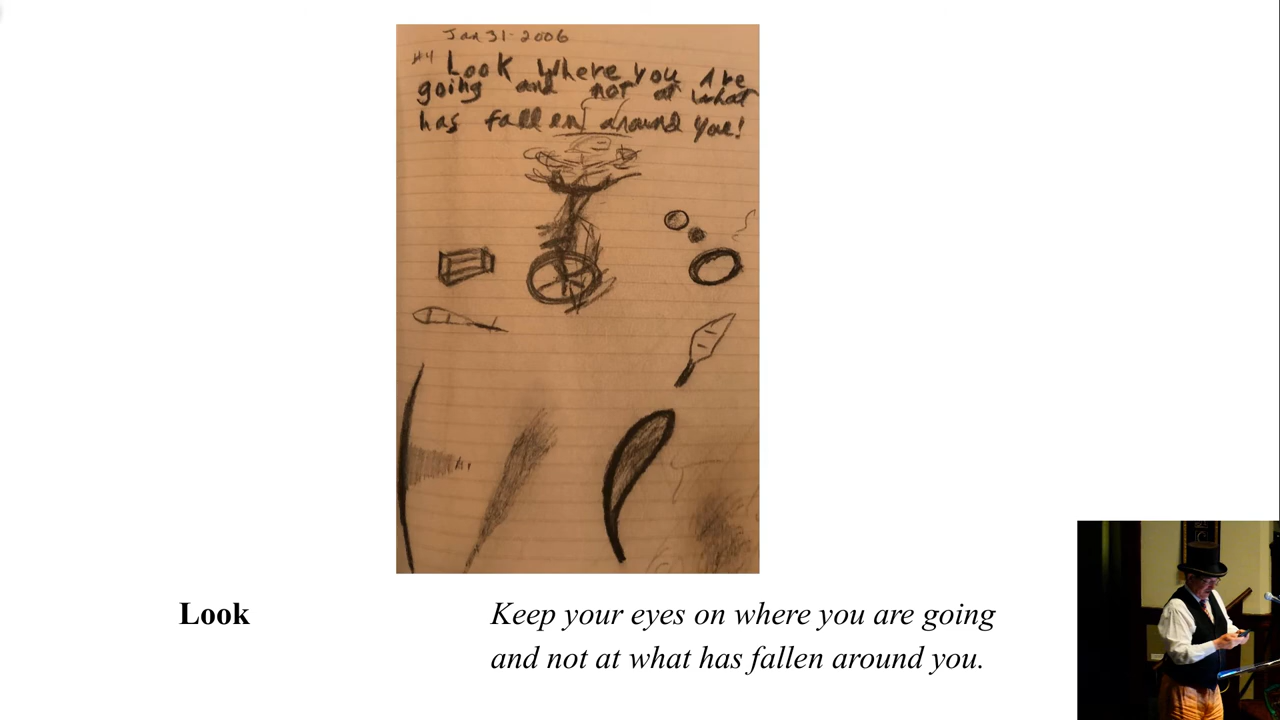 Jan 31-2006
#4 Look Where you Are
going and not at what
has fallen around you!
Look
Keep your eyes on where you are going
and not at what has fallen around you.